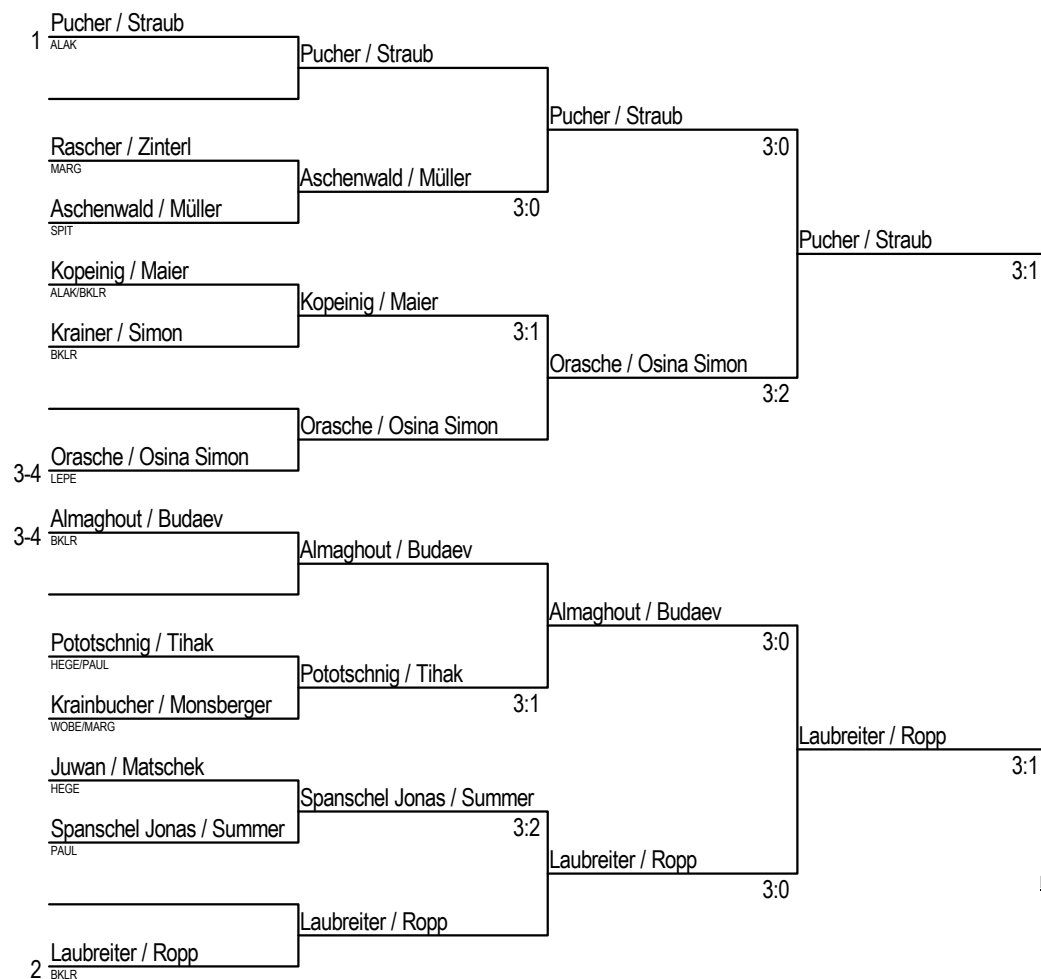 Pucher / Straub
1
ALAK
Pucher / Straub
Pucher / Straub
3:0
Rascher / Zinterl
MARG
Aschenwald / Müller
3:0
Aschenwald / Müller
SPIT
Pucher / Straub
3:1
Kopeinig / Maier
ALAK/BKLR
Kopeinig / Maier
3:1
Krainer / Simon
BKLR
Orasche / Osina Simon
3:2
Orasche / Osina Simon
Orasche / Osina Simon
3-4
LEPE
Almaghout / Budaev
3-4
BKLR
Almaghout / Budaev
Almaghout / Budaev
3:0
Pototschnig / Tihak
HEGE/PAUL
Pototschnig / Tihak
3:1
Krainbucher / Monsberger
WOBE/MARG
Laubreiter / Ropp
3:1
Juwan / Matschek
HEGE
Spanschel Jonas / Summer
3:2
Spanschel Jonas / Summer
PAUL
Laubreiter / Ropp
3:0
Laubreiter / Ropp
Laubreiter / Ropp
2
BKLR